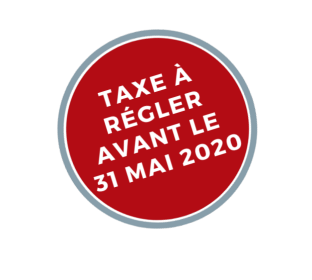 TAXE À
RÉGLER
AVANT LE
31 MAI 2020